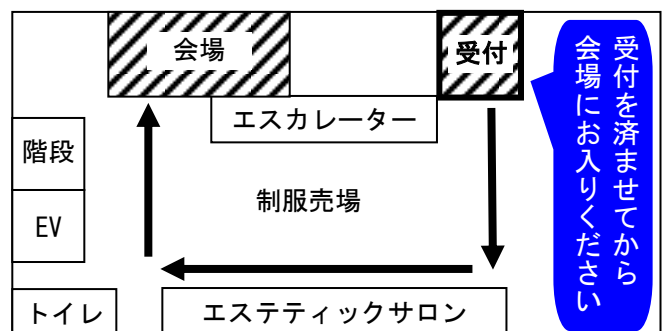 会場
受付
受付を済ませてから
会場にお入りください
エスカレーター
階段
制服売場
EV
トイレ
エステティックサロン